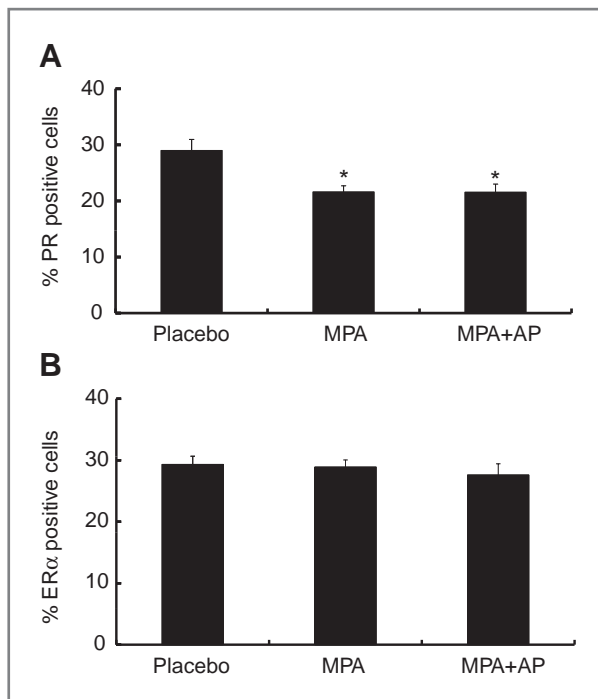 A
40
30
20
10
0
% PR positive cells
* *
Placebo MPA MPA+AP
B
40
30
20
10
0
% ERα positive cells
Placebo MPA MPA+AP